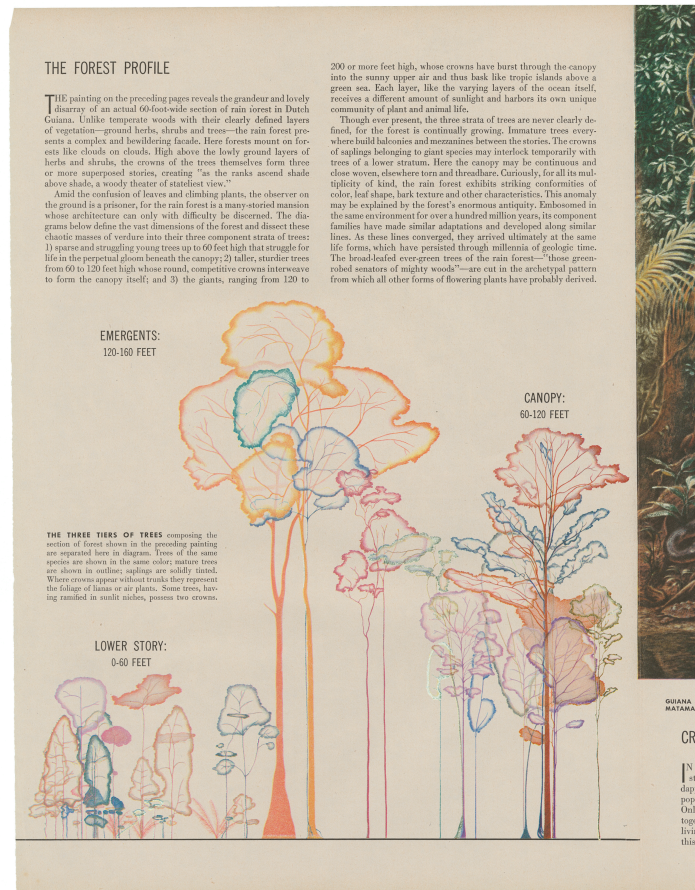 THE FOREST PROFILE
THE painting on the preceding pages reveals the grandeur and lovely
disarray of an actual 60-foot-wide section of rain forest in Dutch
Guiana. Unlike temperate woods with their clearly defined layers
of vegetation—ground herbs, shrubs and trees—the rain forest pre-
sents a complex and bewildering facade. Here forests mount on for-
ests like clouds on clouds. High above the lowly ground layers of
herbs and shrubs, the crowns of the trees themselves form three
or more superposed stories, creating "as the ranks ascend shade
above shade, a woody theater of stateliest view."
Amid the confusion of leaves and climbing plants, the observer on
the ground is a prisoner, for the rain forest is a many-storied mansion
whose architecture can only with difficulty be discerned. The dia-
grams below define the vast dimensions of the forest and dissect these
chaotic masses of verdure into their three component strata of trees:
1) sparse and struggling young trees up to 60 feet high that struggle for
life in the perpetual gloom beneath the canopy; 2) taller, sturdier trees
from 60 to 120 feet high whose round, competitive crowns interweave
to form the canopy itself; and 3) the giants, ranging from 120 to
200 or more feet high, whose crowns have burst through the canopy
into the sunny upper air and thus bask like tropic islands above a
green sea. Each layer, like the varying layers of the ocean itself,
receives a different amount of sunlight and harbors its own unique
community of plant and animal life.
Though ever present, the three strata of trees are never clearly de-
fined, for the forest is continually growing. Immature trees every-
where build balconies and mezzanines between the stories. The crowns
of saplings belonging to giant species may interlock temporarily with
trees of a lower stratum. Here the canopy may be continuous and
close woven, elsewhere torn and threadbare. Curiously, for all its mul-
tiplicity of kind, the rain forest exhibits striking conformities of
color, leaf shape, bark texture and other characteristics. This anomaly
may be explained by the forest's enormous antiquity. Embosomed in
the same environment for over a hundred million years, its component
families have made similar adaptations and developed along similar
lines. As these lines converged, they arrived ultimately at the same
life forms, which have persisted through millennia of geologic time.
The broad-leafed ever-green trees of the rain forest—"those green-
robed senators of mighty woods"—are cut in the archetypal pattern
from which all other forms of flowering plants have probably derived.
EMERGENTS:
120-160 FEET
CANOPY:
60-120 FEET
THE THREE TIERS OF TREES composing the
section of forest shown in the preceding painting
are separated here in diagram. Trees of the same
species are shown in the same color; mature trees
are shown in outline; saplings are solidly tinted.
Where crowns appear without trunks they represent
the foliage of lianas or air plants. Some trees, hav-
ing ramified in sunlit niches, possess two crowns.
LOWER STORY:
0-60 FEET
GUIANA
MATAMA
CR
IN
st
dap
pop
Onl
toge
livin
this